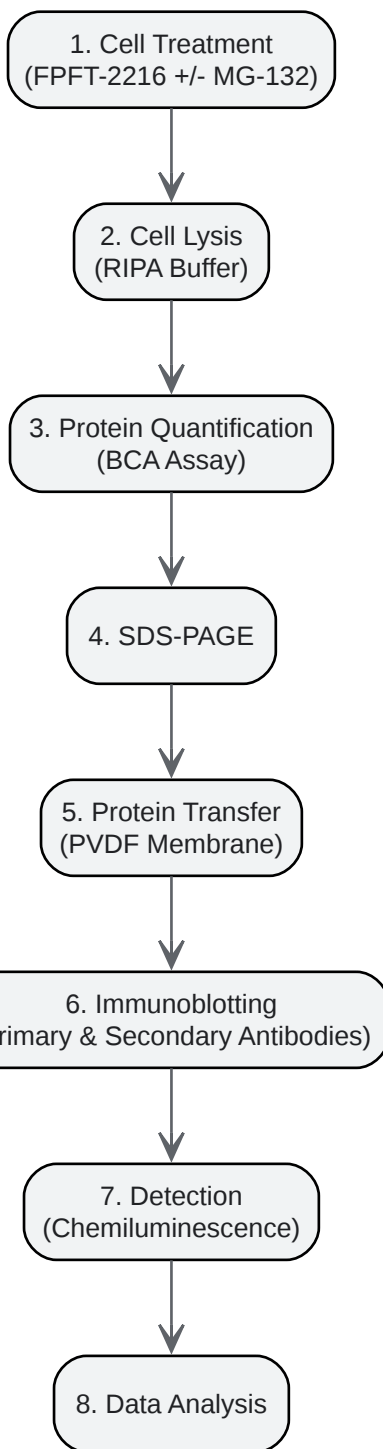 1. Cell Treatment
(FPFT-2216 +/- MG-132)
2. Cell Lysis
(RIPA Buffer)
3. Protein Quantification
(BCA Assay)
4. SDS-PAGE
5. Protein Transfer
(PVDF Membrane)
6. Immunoblotting
rimary & Secondary Antibodies)
7. Detection
(Chemiluminescence)
8. Data Analysis